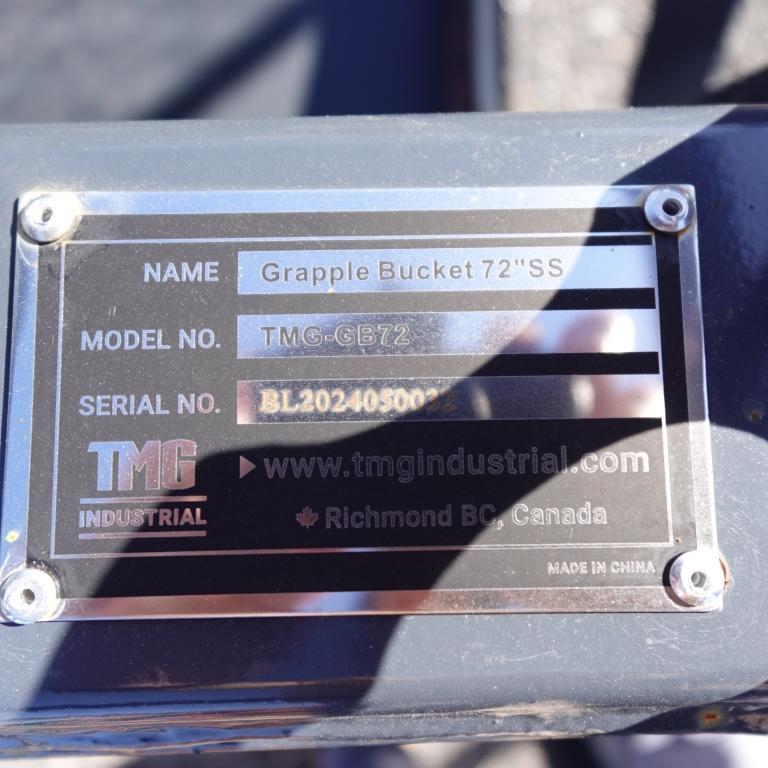 NAME Grapple Bucket 72"SS
MODEL NO. TMG-GB72
SERIAL NO. BL2024050032
TMG
INDUSTRIAL
www.tmgindustrial.com
Richmond BC, Canada
MADE IN CHINA